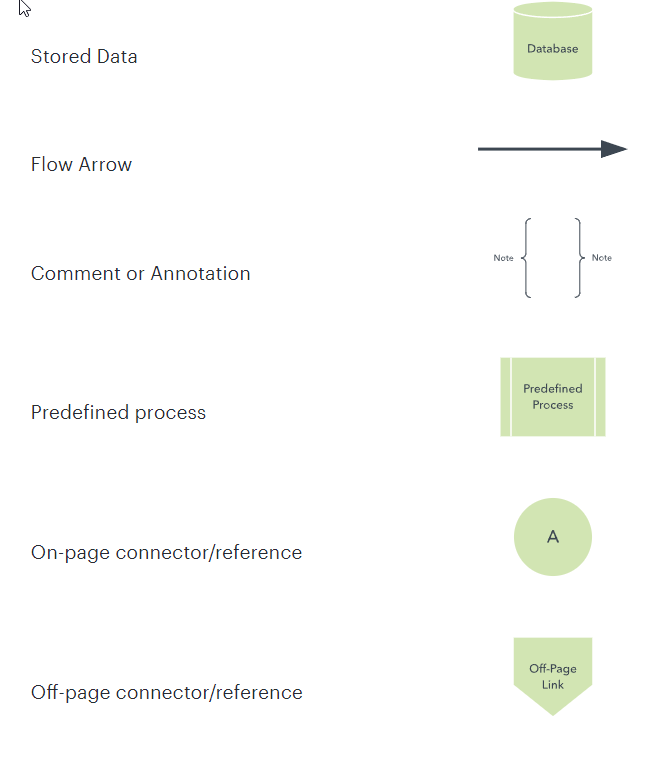 Stored Data
Database
Flow Arrow
Comment or Annotation
Note
Note
Predefined process
Predefined
Process
On-page connector/reference
A
Off-page connector/reference
Off-Page
Link